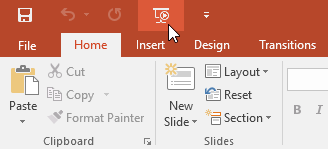 File Home Insert Design Transitions
Cut
Copy
Format Painter
Paste
Clipboard
New
Slide
Layout
Reset
Section
Slides
B I